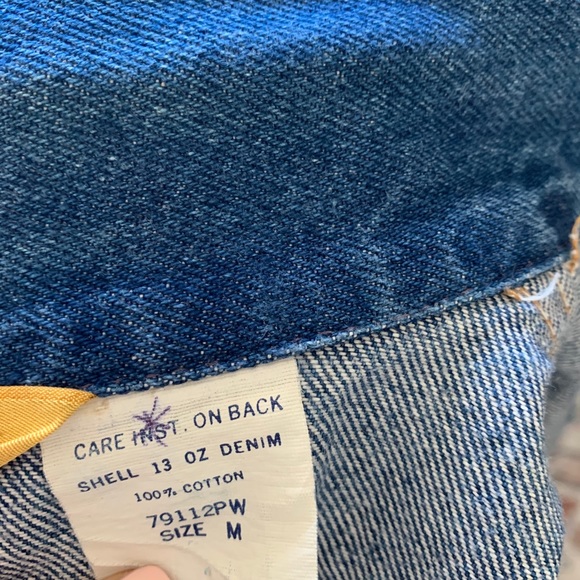 CARE INST. ON BACK
SHELL 13 OZ DENIM
100% COTTON
79112PW
SIZE M